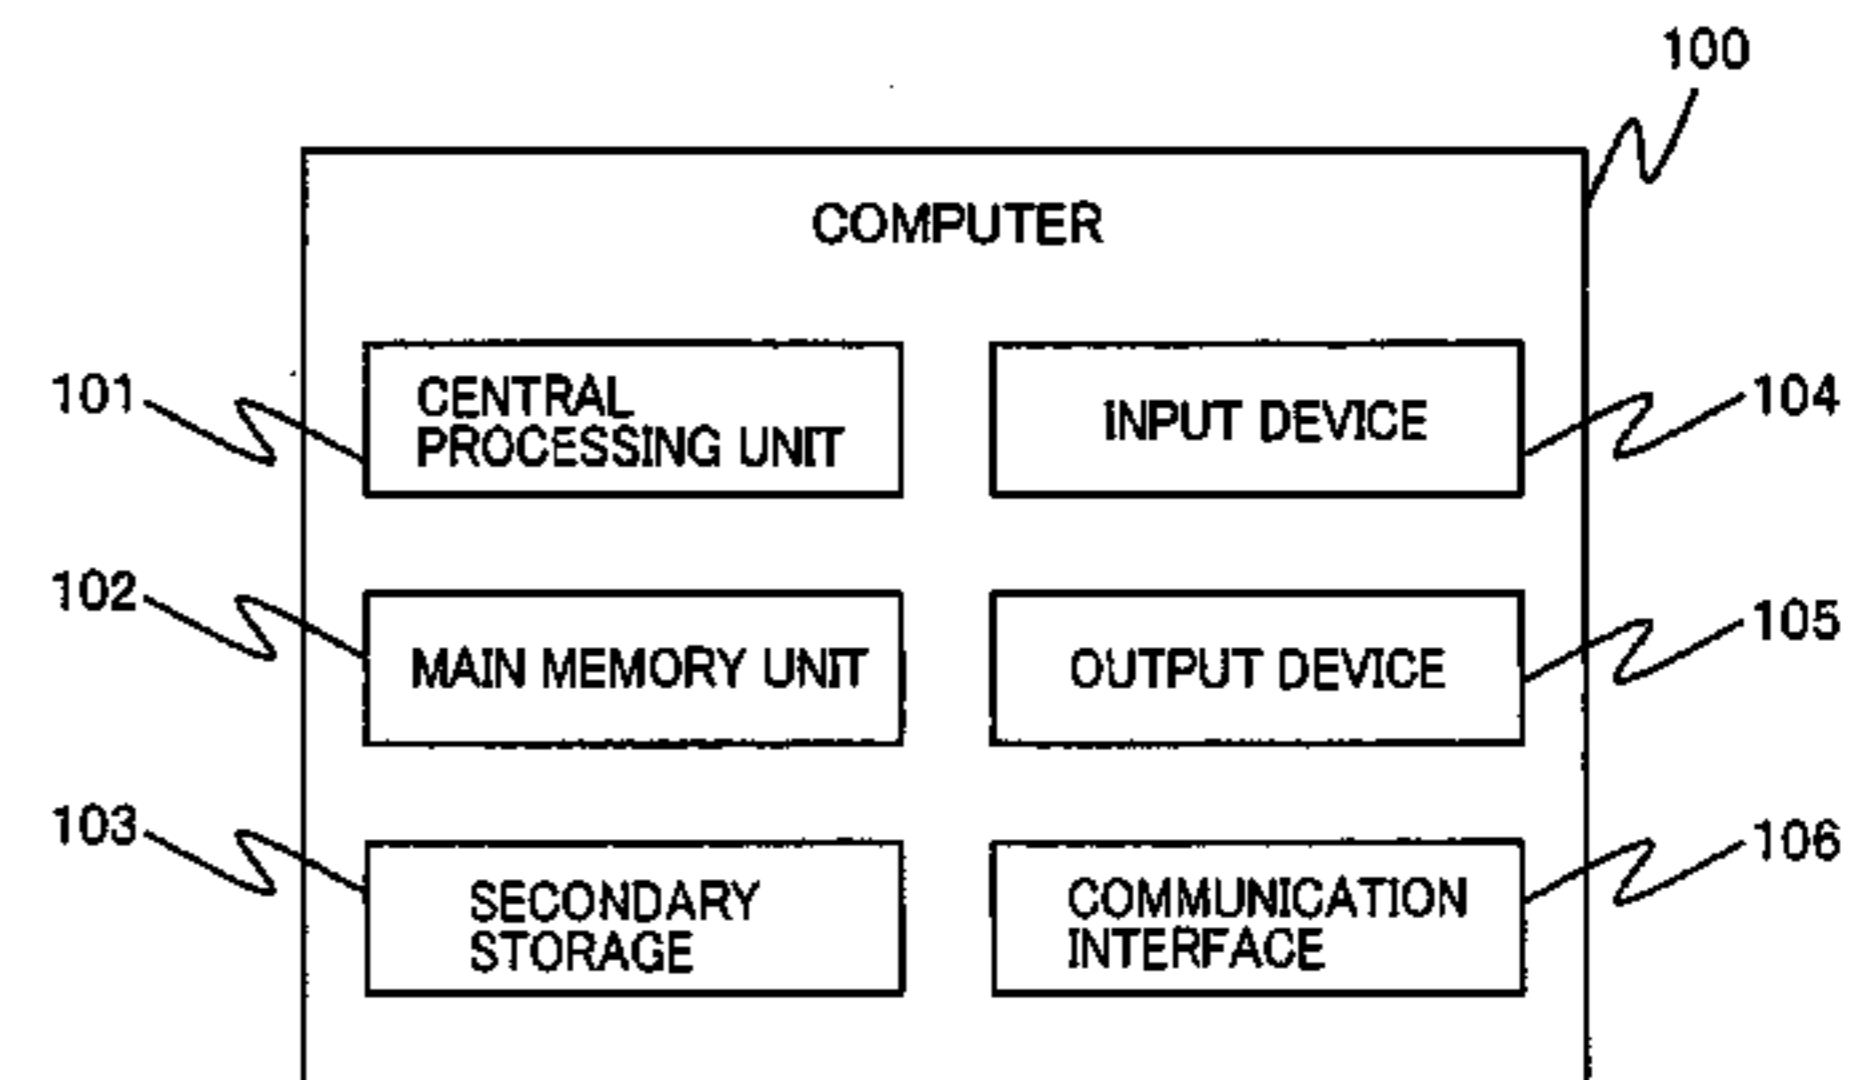 100
COMPUTER
101
CENTRAL
PROCESSING UNIT
INPUT DEVICE
104
102
MAIN MEMORY UNIT
OUTPUT DEVICE
105
103
SECONDARY
STORAGE
COMMUNICATION
INTERFACE
106